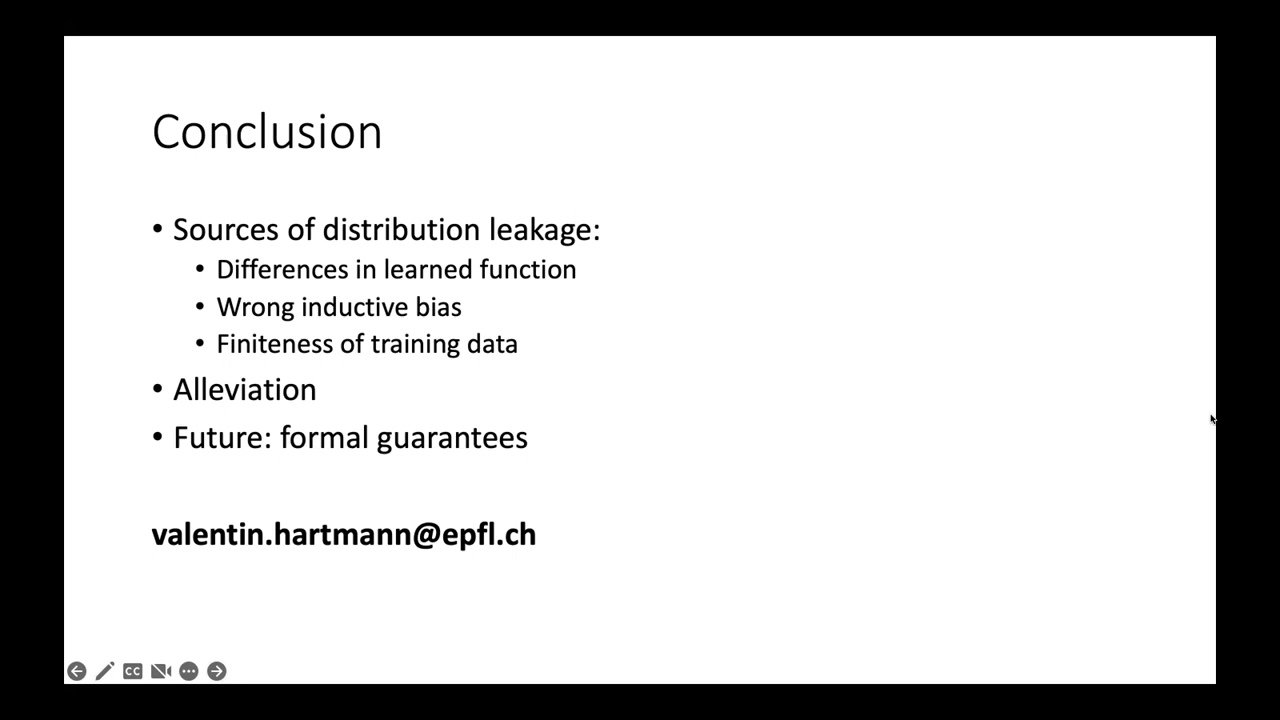 Conclusion
• Sources of distribution leakage:
• Differences in learned function
• Wrong inductive bias
• Finiteness of training data
• Alleviation
• Future: formal guarantees
valentin.hartmann@epfl.ch
CC